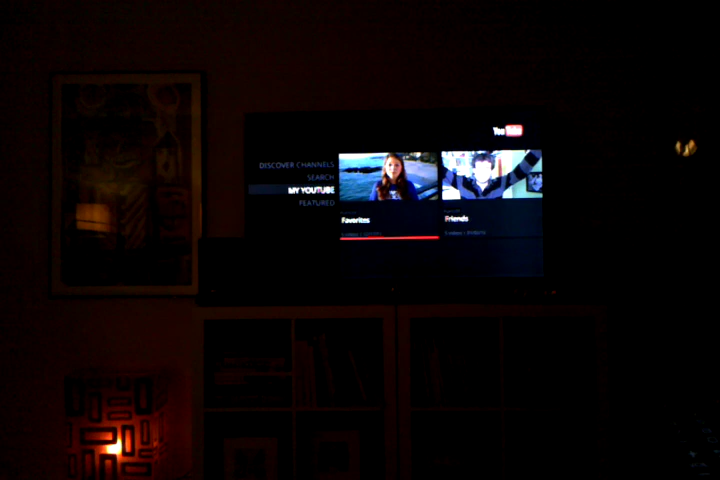 YouTube
DISCOVER CHANNELS
SEARCH
MY YOUTUBE
FEATURED
Favorites
Friends